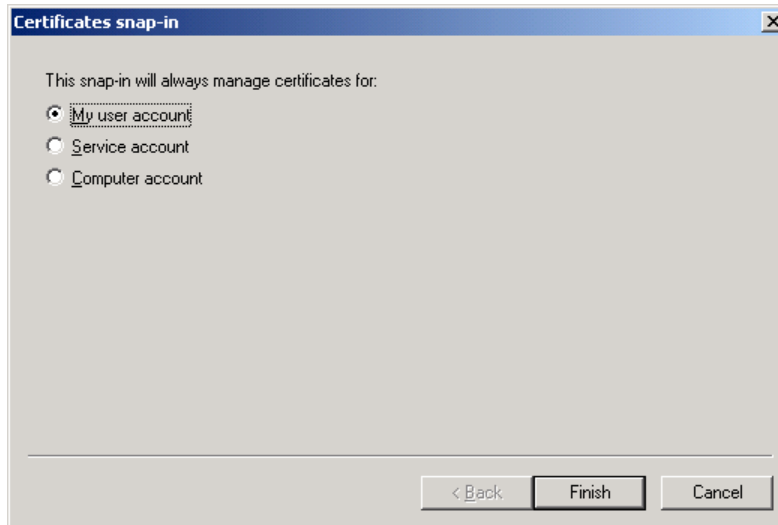 Certificates snap-in
This snap-in will always manage certificates for:
My user account
Service account
Computer account
< Back
Finish
Cancel